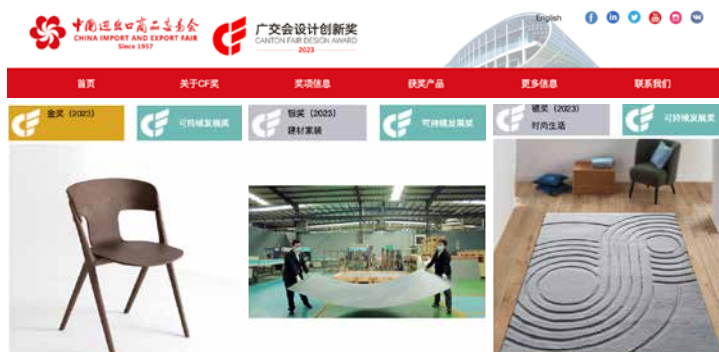 中国进出口商品交易会
CHINA IMPORT AND EXPORT FAIR
Since 1957
广交会设计创新奖
CANTON FAIR DESIGN AWARD
2023
English
首页 关于CF奖 奖项信息 获奖产品 更多信息 联系我们
金奖（2023）
可持续发展奖
银奖（2023）
建材家装
可持续发展奖
银奖（2023）
时尚生活
可持续发展奖